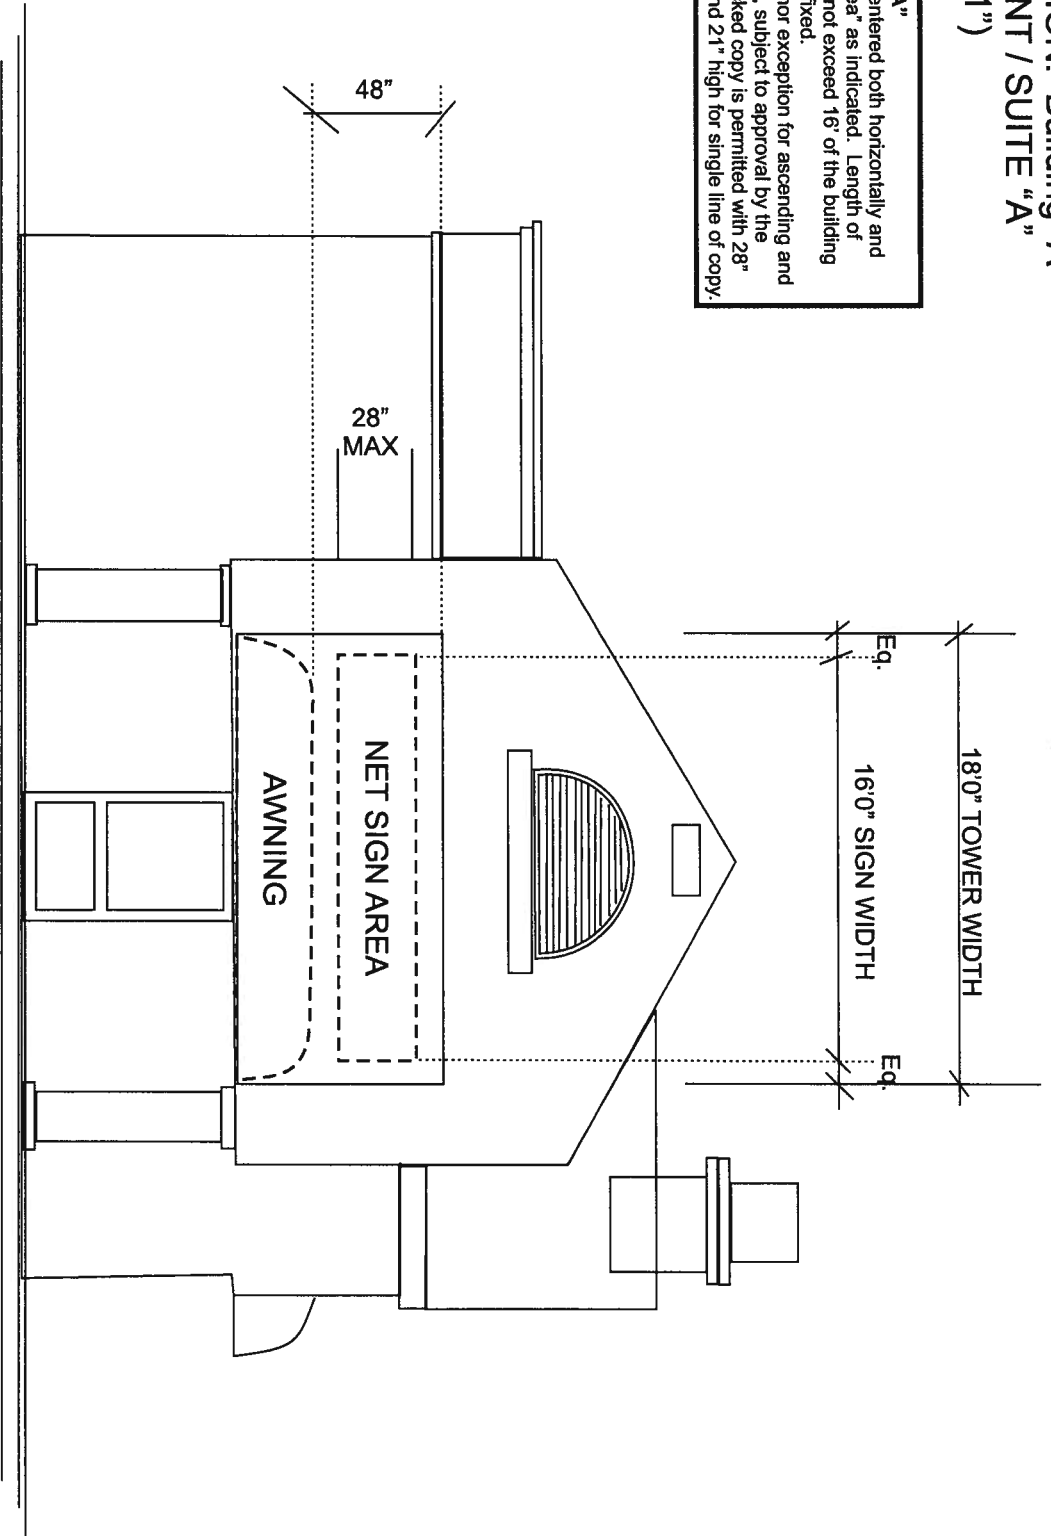 Building "A"
NT / SUITE "A"
1")
A"
entered both horizontally and
ea" as indicated. Length of
not exceed 16' of the building
fixed.
nor exception for ascending and
, subject to approval by the
ked copy is permitted with 28"
nd 21" high for single line of copy.
18'0" TOWER WIDTH
Eq.
16'0" SIGN WIDTH
Eq.
48"
28"
MAX
NET SIGN AREA
AWNING